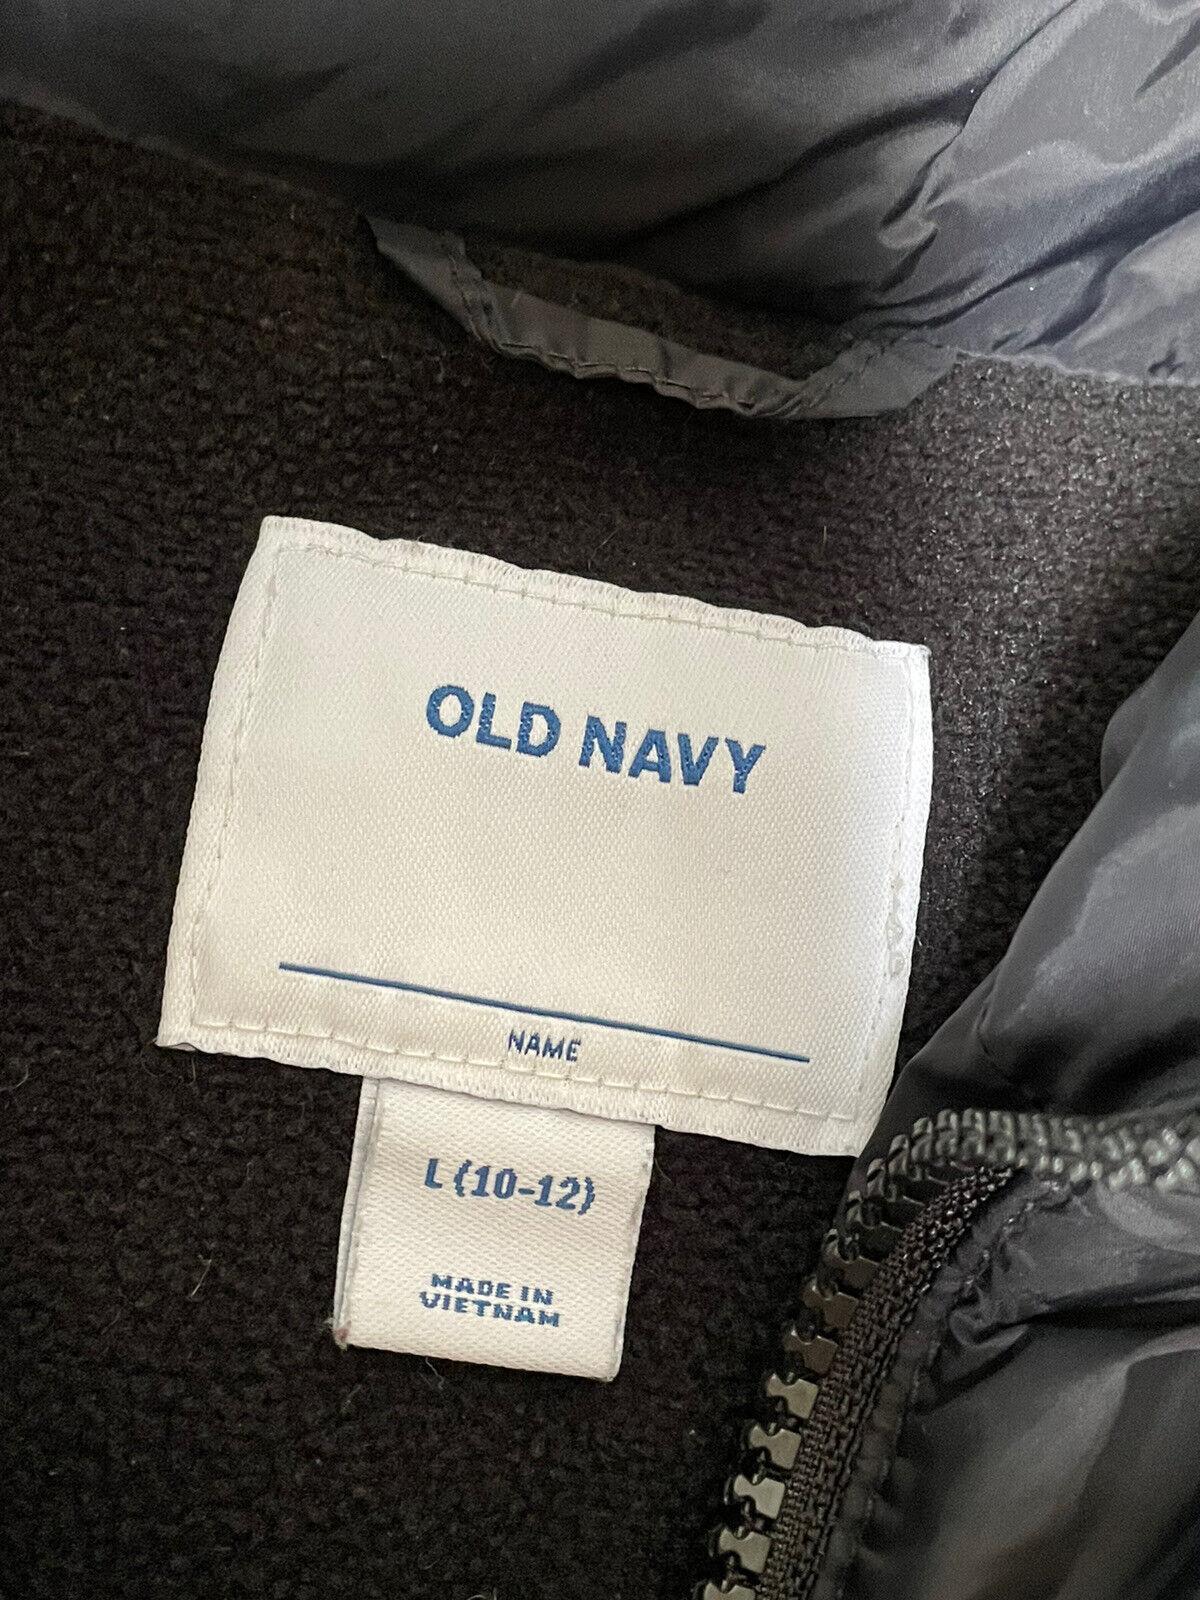 OLD NAVY
NAME
L (10-12)
MADE IN
VIETNAM